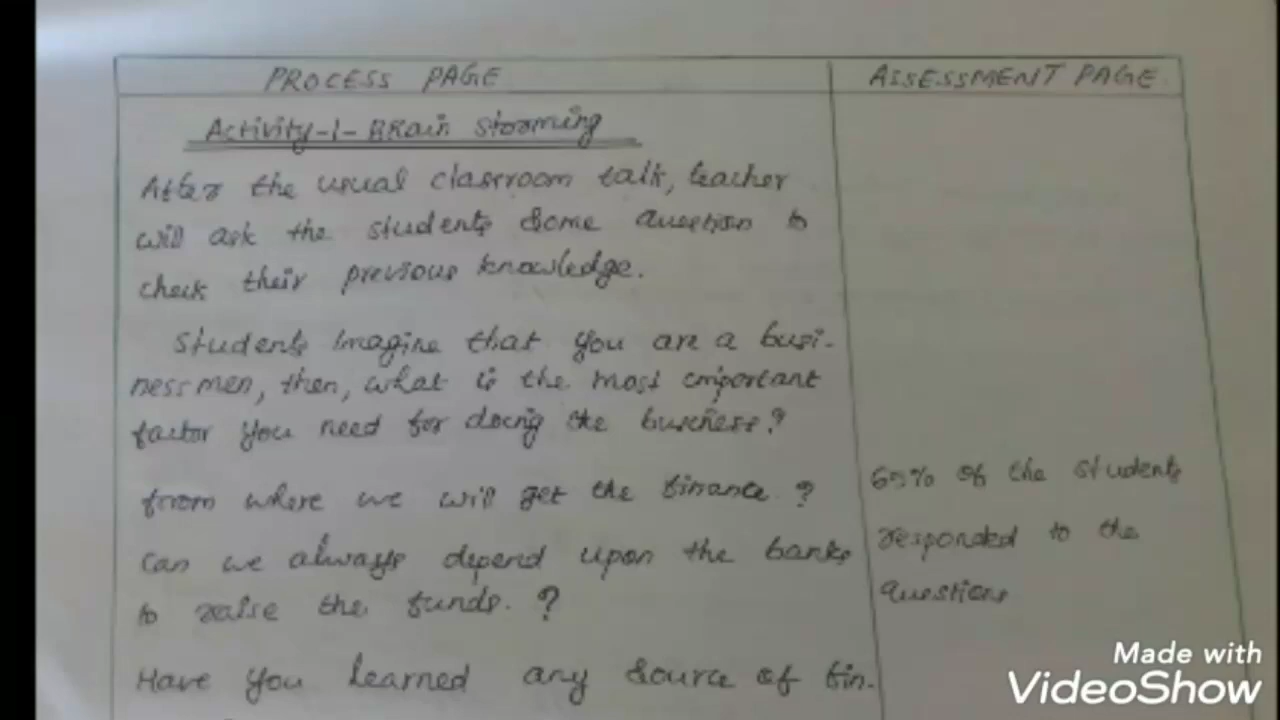 PROCESS PAGE
ASSESSMENT PAGE
Activity-1-BRain Storming
After the usual classroom talk, teacher
will ask the students some question to
check their previous knowledge.
Students imagine that you are a busi-
nessmen, then, what is the most important
factor you need for doing the business?
from where we will get the finance ?
Can we always depend upon the banks
to raise the funds. ?
Have you learned any source of fin-
of the students
responded to the
questions
Made with
VideoShow